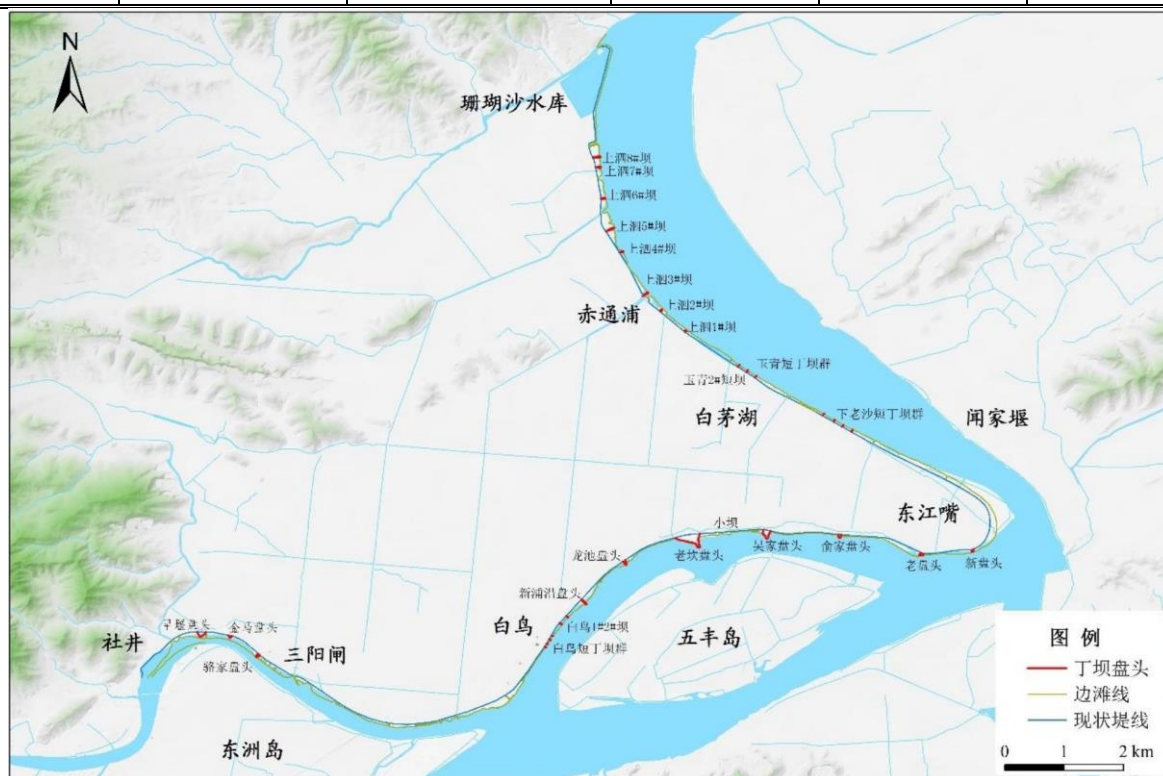 N
珊瑚沙水库
上泗8#坝
上泗7#坝
上泗6#坝
上泗5#坝
上泗4#坝
上泗3#坝
赤通浦
上泗2#坝
上泗1#坝
玉青短丁坝群
玉青2#短坝
白茅湖
下老沙短丁坝群
闻家堰
东江嘴
小坝
龙池盘头
老坎盘头
吴家盘头
俞家盘头
老盘头
新盘头
新浦沿盘头
白鸟
白鸟1#2#坝
白鸟短丁坝群
五丰岛
社井
金马盘头
骆家盘头
三阳闸
东洲岛
图 例
丁坝盘头
边滩线
现状堤线
0 1 2 km